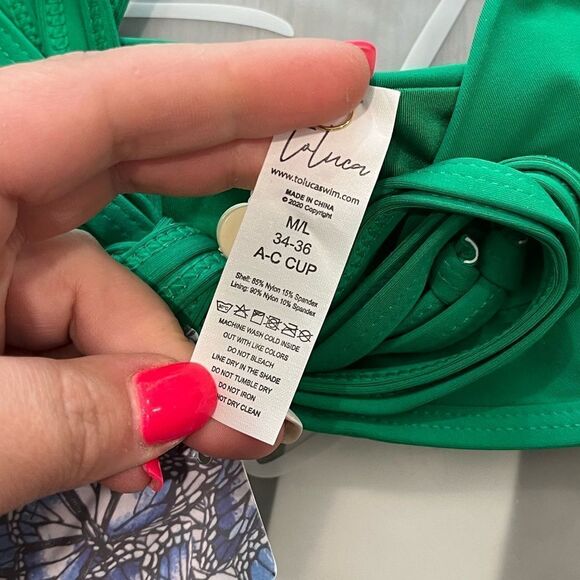 toluca
www.tolucaswim.com
MADE IN CHINA
© 2020 Copyright
M/L
34-36
A-C CUP
Shell: 85% Nylon 15% Spandex
Lining: 90% Nylon 10% Spandex
MACHINE WASH COLD INSIDE
OUT WITH LIKE COLORS
DO NOT BLEACH
LINE DRY IN THE SHADE
DO NOT TUMBLE DRY
DO NOT IRON
NOT DRY CLEAN